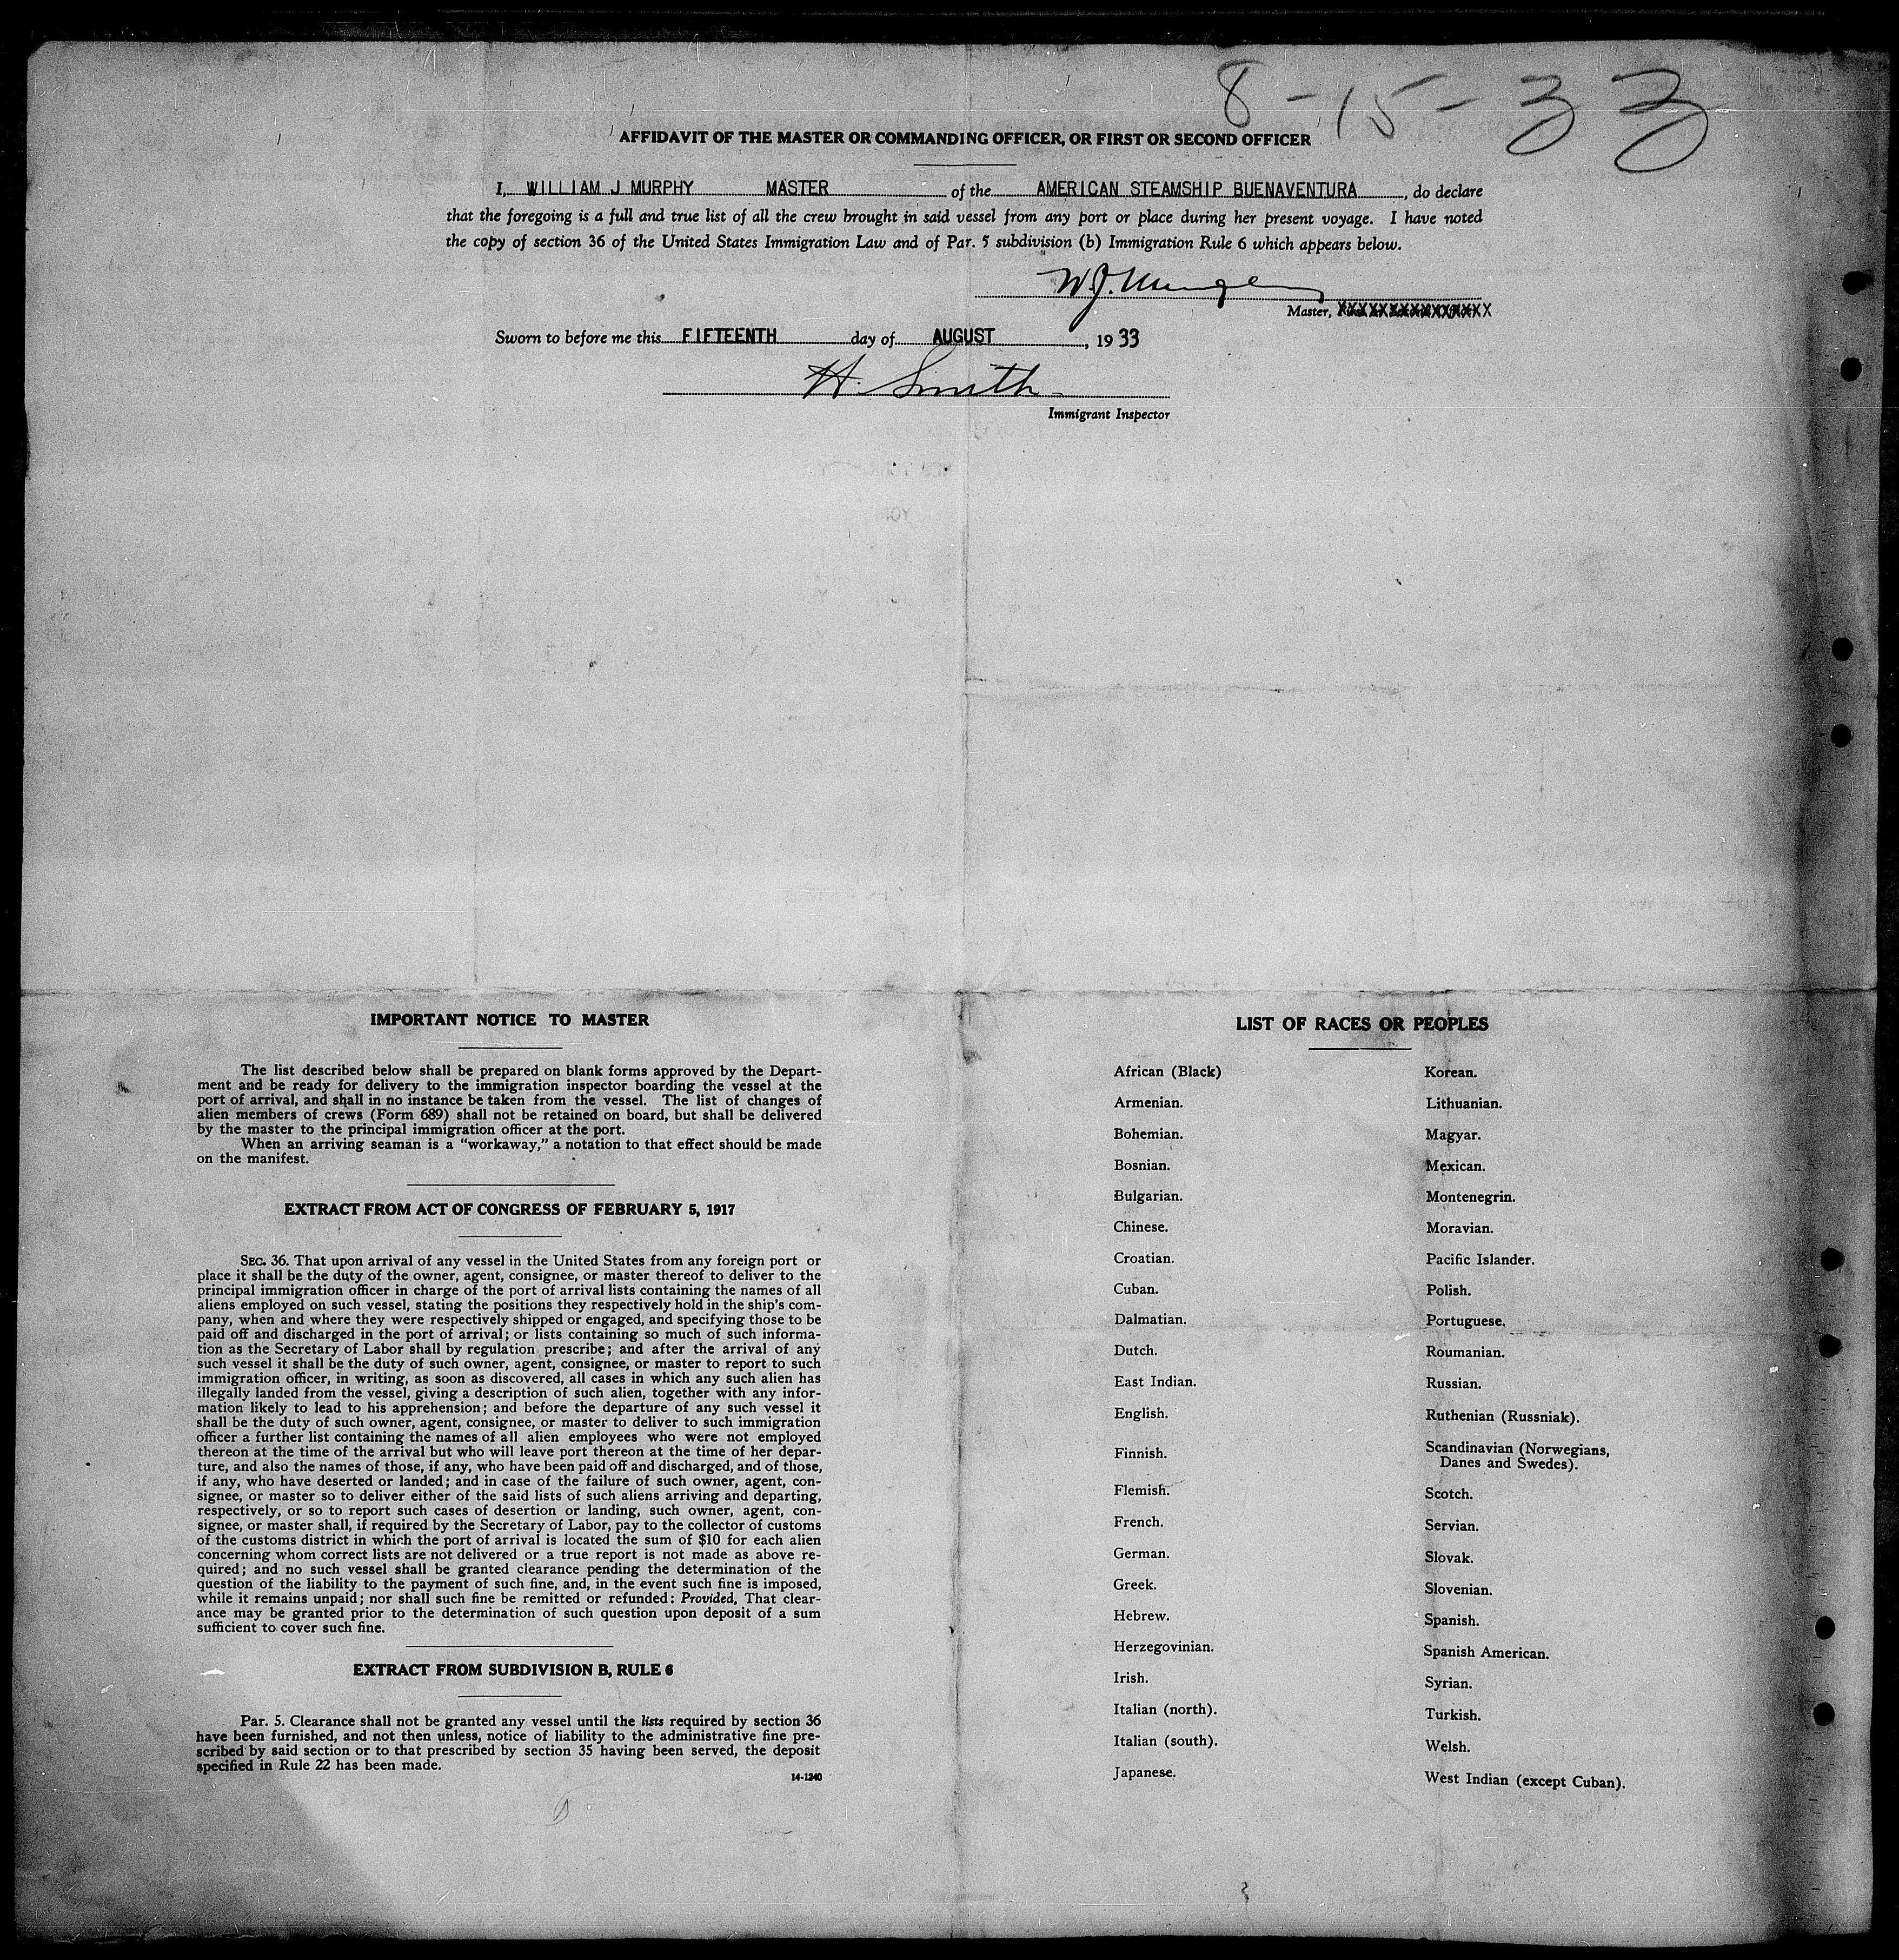 8-15-33
AFFIDAVIT OF THE MASTER OR COMMANDING OFFICER, OR FIRST OR SECOND OFFICER
I, WILLIAM J MURPHY MASTER of the AMERICAN STEAMSHIP BUENAVENTURA, do declare
that the foregoing is a full and true list of all the crew brought in said vessel from any port or place during her present voyage. I have noted
the copy of section 36 of the United States Immigration Law and of Par. 5 subdivision (b) Immigration Rule 6 which appears below.
W.J. Murphy
Master, XXXXXXXXXXXXXXX
Sworn to before me this FIFTEENTH day of AUGUST, 1933
H. Smith
Immigrant Inspector
IMPORTANT NOTICE TO MASTER
The list described below shall be prepared on blank forms approved by the Depart-
ment and be ready for delivery to the immigration inspector boarding the vessel at the
port of arrival, and shall in no instance be taken from the vessel. The list of changes of
alien members of crews (Form 689) shall not be retained on board, but shall be delivered
by the master to the principal immigration officer at the port.
When an arriving seaman is a “workaway,” a notation to that effect should be made
on the manifest.
EXTRACT FROM ACT OF CONGRESS OF FEBRUARY 5, 1917
SEC. 36. That upon arrival of any vessel in the United States from any foreign port or
place it shall be the duty of the owner, agent, consignee, or master thereof to deliver to the
principal immigration officer in charge of the port of arrival lists containing the names of all
aliens employed on such vessel, stating the positions they respectively hold in the ship's com-
pany, when and where they were respectively shipped or engaged, and specifying those to be
paid off and discharged in the port of arrival; or lists containing so much of such informa-
tion as the Secretary of Labor shall by regulation prescribe; and after the arrival of any
such vessel it shall be the duty of such owner, agent, consignee, or master to report to such
immigration officer, in writing, as soon as discovered, all cases in which any such alien has
illegally landed from the vessel, giving a description of such alien, together with any infor-
mation likely to lead to his apprehension; and before the departure of any such vessel it
shall be the duty of such owner, agent, consignee, or master to deliver to such immigration
officer a further list containing the names of all alien employees who were not employed
thereon at the time of the arrival but who will leave port thereon at the time of her depar-
ture, and also the names of those, if any, who have been paid off and discharged, and of those,
if any, who have deserted or landed; and in case of the failure of such owner, agent, con-
signee, or master so to deliver either of the said lists of such aliens arriving and departing,
respectively, or so to report such cases of desertion or landing, such owner, agent, con-
signee, or master shall, if required by the Secretary of Labor, pay to the collector of customs
of the customs district in which the port of arrival is located the sum of $10 for each alien
concerning whom correct lists are not delivered or a true report is not made as above re-
quired; and no such vessel shall be granted clearance pending the determination of the
question of the liability to the payment of such fine, and, in the event such fine is imposed,
while it remains unpaid; nor shall such fine be remitted or refunded: Provided, That clear-
ance may be granted prior to the determination of such question upon deposit of a sum
sufficient to cover such fine.
EXTRACT FROM SUBDIVISION B, RULE 6
Par. 5. Clearance shall not be granted any vessel until the lists required by section 36
have been furnished, and not then unless, notice of liability to the administrative fine pre-
scribed by said section or to that prescribed by section 35 having been served, the deposit
specified in Rule 22 has been made.
14-1240
LIST OF RACES OR PEOPLES
African (Black)
Armenian.
Bohemian.
Bosnian.
Bulgarian.
Chinese.
Croatian.
Cuban.
Dalmatian.
Dutch.
East Indian.
English.
Finnish.
Flemish.
French.
German.
Greek.
Hebrew.
Herzegovinian.
Irish.
Italian (north).
Italian (south).
Japanese.
Korean.
Lithuanian.
Magyar.
Mexican.
Montenegrin.
Moravian.
Pacific Islander.
Polish.
Portuguese.
Roumanian.
Russian.
Ruthenian (Russniak).
Scandinavian (Norwegians,
Danes and Swedes).
Scotch.
Servian.
Slovak.
Slovenian.
Spanish.
Spanish American.
Syrian.
Turkish.
Welsh.
West Indian (except Cuban).